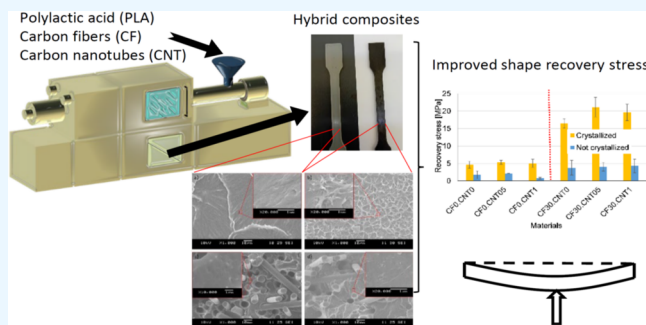 Polylactic acid (PLA)
Carbon fibers (CF)
Carbon nanotubes (CNT)
Hybrid composites
Improved shape recovery stress
Recovery stress [MPa]
25
20
15
10
5
0
Crystallized
Not crystallized
CF0.CNT0
CF0.CNT05
CF0.CNT1
CF30.CNT0
CF30.CNT05
CF30.CNT1
Materials